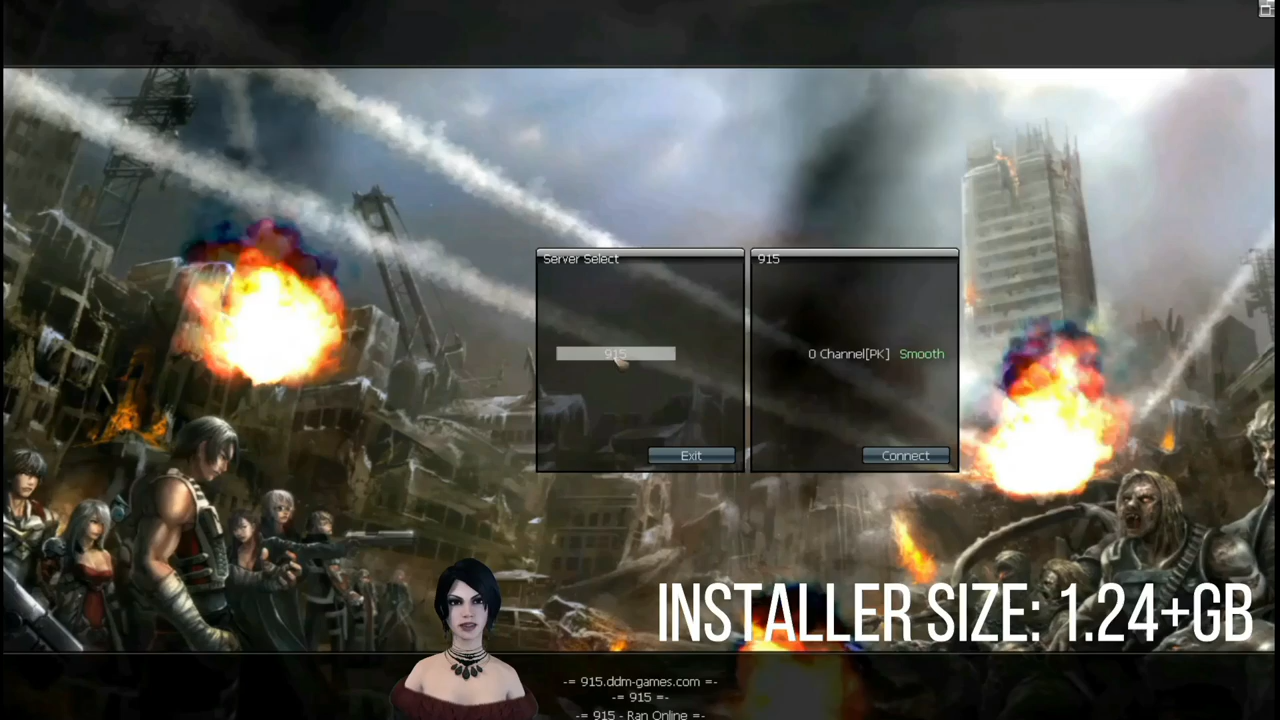 Server Select
915
915
0 Channel[PK] Smooth
Exit
Connect
INSTALLER SIZE: 1.24+GB
-= 915.ddm-games.com =-
-= 915 =-
-= 915 - Ran Online =-